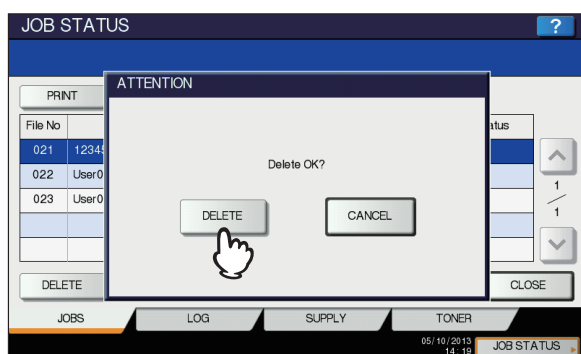 JOB STATUS
?
PRINT
ATTENTION
File No
atus
021 12345
022 User0
023 User0
Delete OK?
DELETE
CANCEL
1
1
DELETE
CLOSE
JOBS
LOG
SUPPLY
TONER
05/10/2013
14:19
JOB STATUS